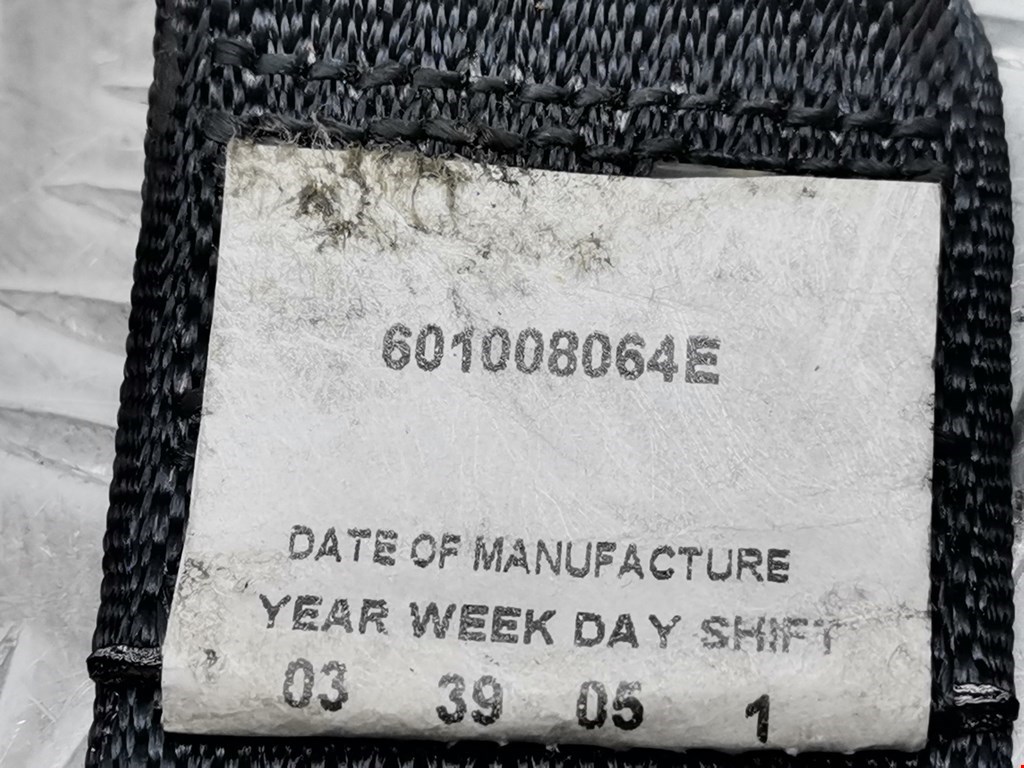 601008064E
DATE OF MANUFACTURE
YEAR WEEK DAY SHIFT
03 39 05 1